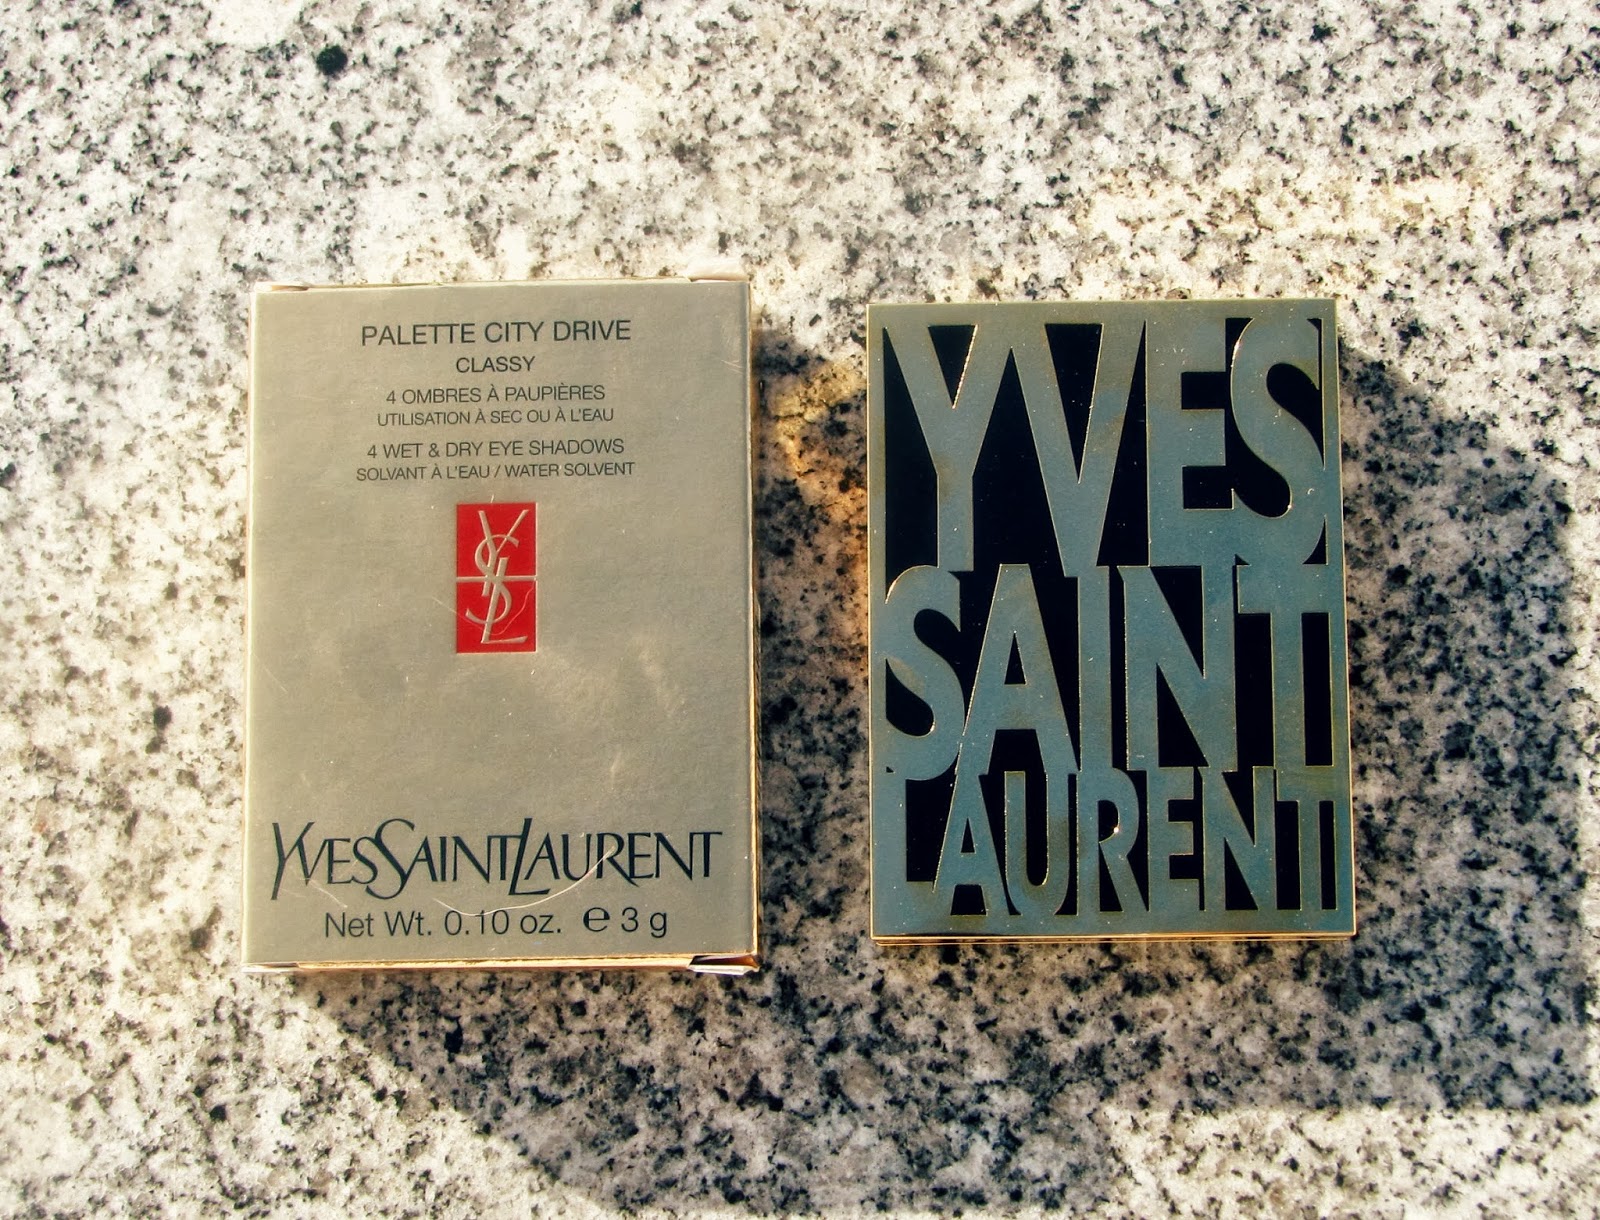 PALETTE CITY DRIVE
CLASSY
4 OMBRES À PAUPIÈRES
UTILISATION À SEC OU À L'EAU
4 WET & DRY EYE SHADOWS
SOLVANT À L'EAU / WATER SOLVENT
YSL
YVESSAINTLAURENT
Net Wt. 0.10 oz. ℮ 3 g
YVES
SAINT
LAURENT